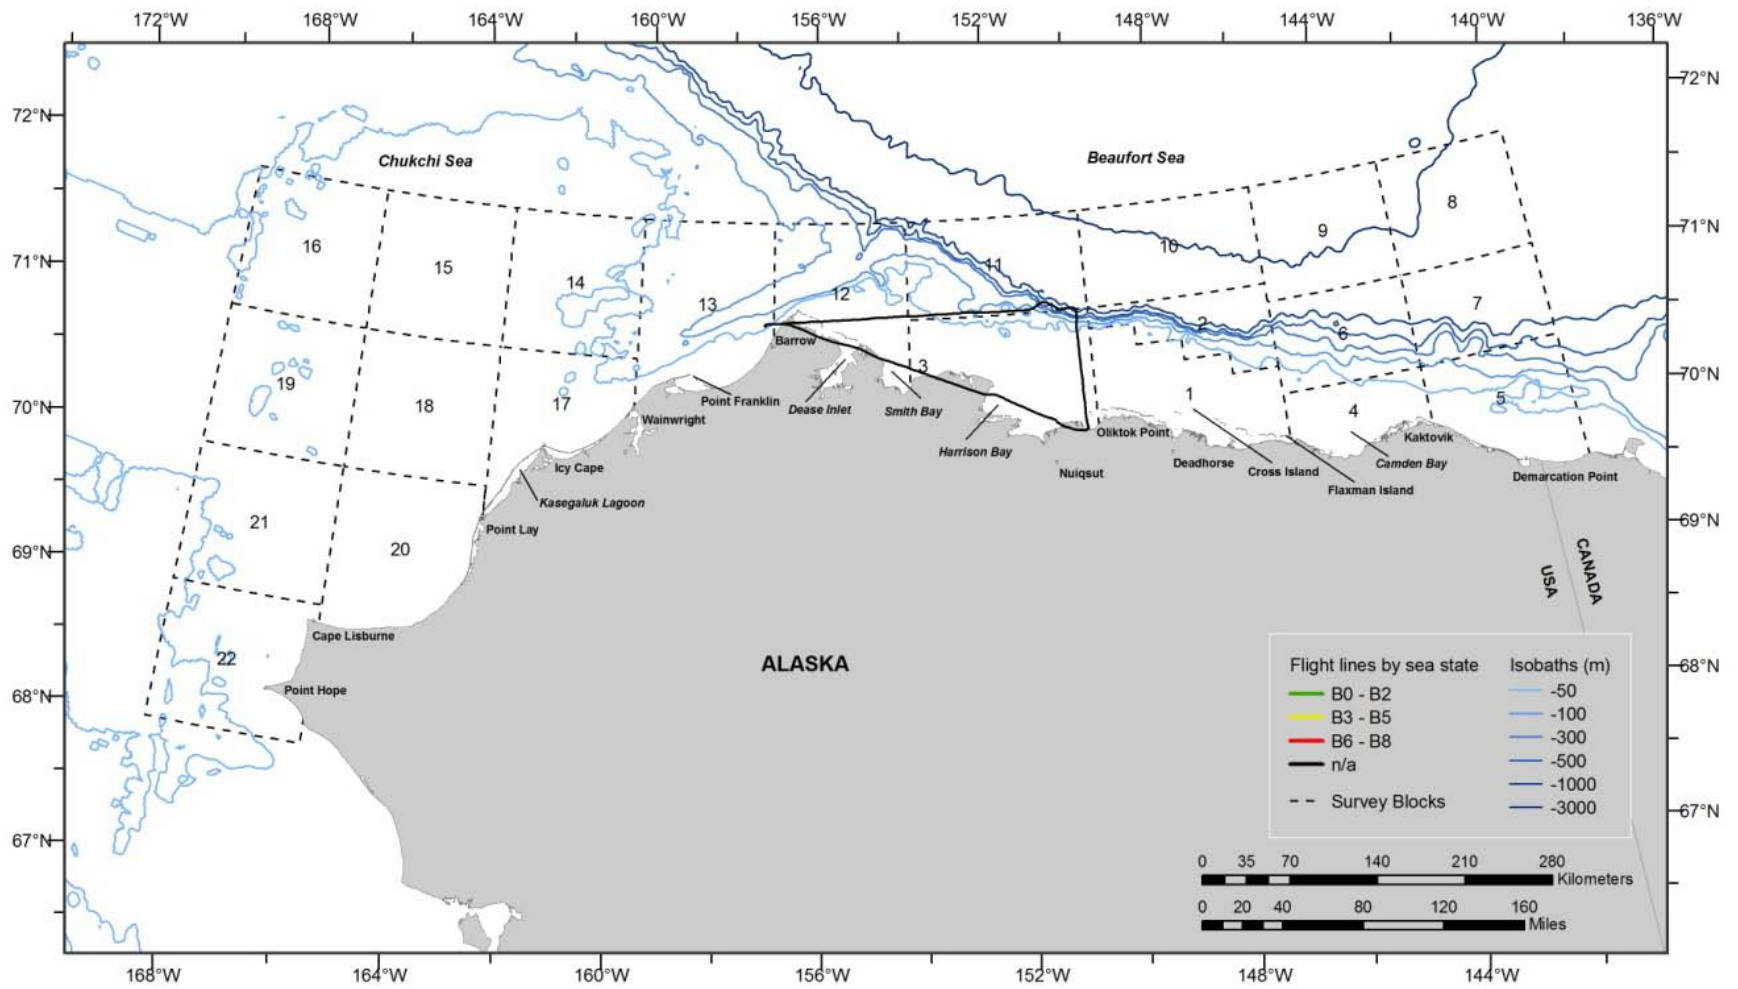 172°W 168°W 164°W 160°W 156°W 152°W 148°W 144°W 140°W 136°W
72°N 72°N
Chukchi Sea Beaufort Sea
8
9
71°N 16 10 71°N
15 11
14 12 13 7
2 6
Barrow
19 3 70°N
70°N 18 17 Point Franklin Dease Inlet Smith Bay 1 4 5
Wainwright Oliktok Point Kaktovik
Harrison Bay
Icy Cape Nuiqsut Deadhorse Cross Island Camden Bay Demarcation Point
Flaxman Island
Kasegaluk Lagoon
21 Point Lay 69°N
69°N 20 USA CANADA
Cape Lisburne
22 ALASKA 68°N
68°N Point Hope
Flight lines by sea state Isobaths (m)
B0 - B2 -50
B3 - B5 -100
B6 - B8 -300
n/a -500
Survey Blocks -1000
-3000
67°N 67°N
0 35 70 140 210 280
Kilometers
0 20 40 80 120 160
Miles
168°W 164°W 160°W 156°W 152°W 148°W 144°W